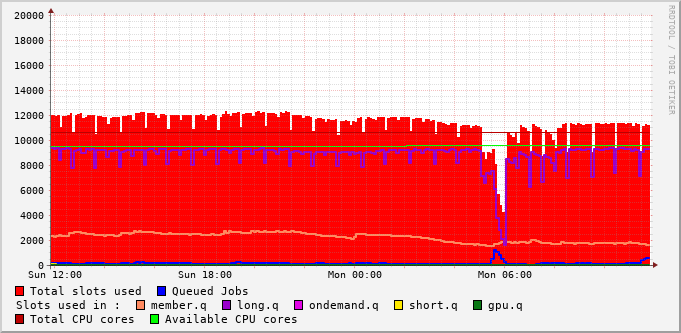 20000
18000
16000
14000
12000
10000
8000
6000
4000
2000
0
Sun 12:00 Sun 18:00 Mon 00:00 Mon 06:00
RRDTOOL / TOBI OETIKER
Total slots used Queued Jobs
Slots used in : member.q long.q ondemand.q short.q gpu.q
Total CPU cores Available CPU cores